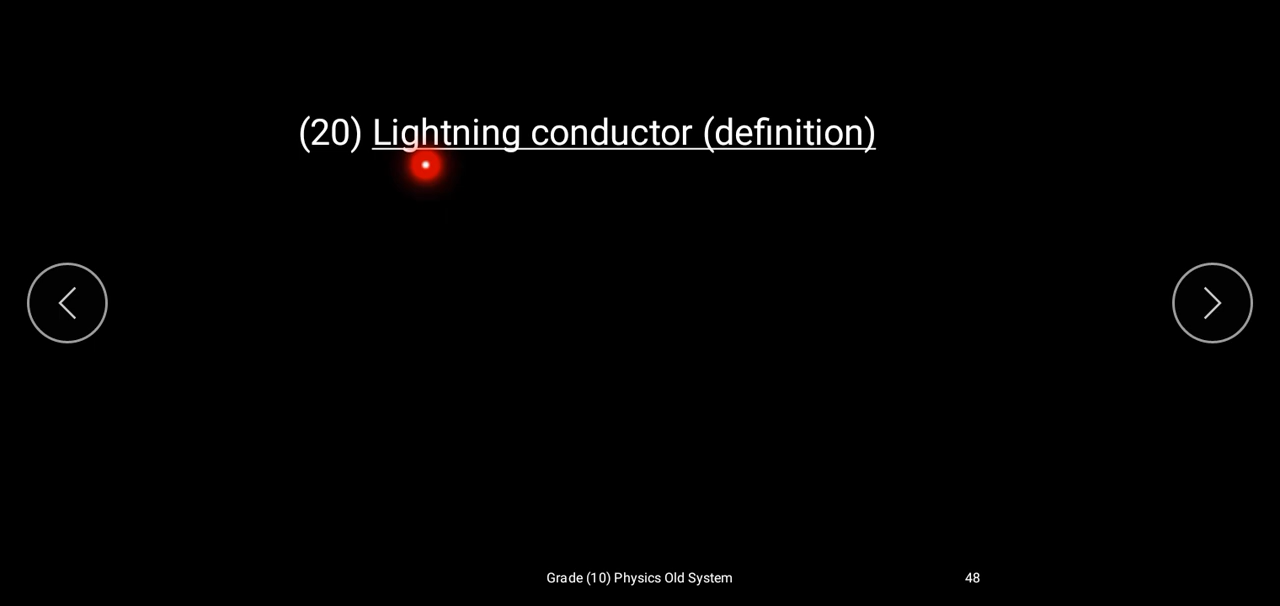 (20) Lightning conductor (definition)
Grade (10) Physics Old System
48